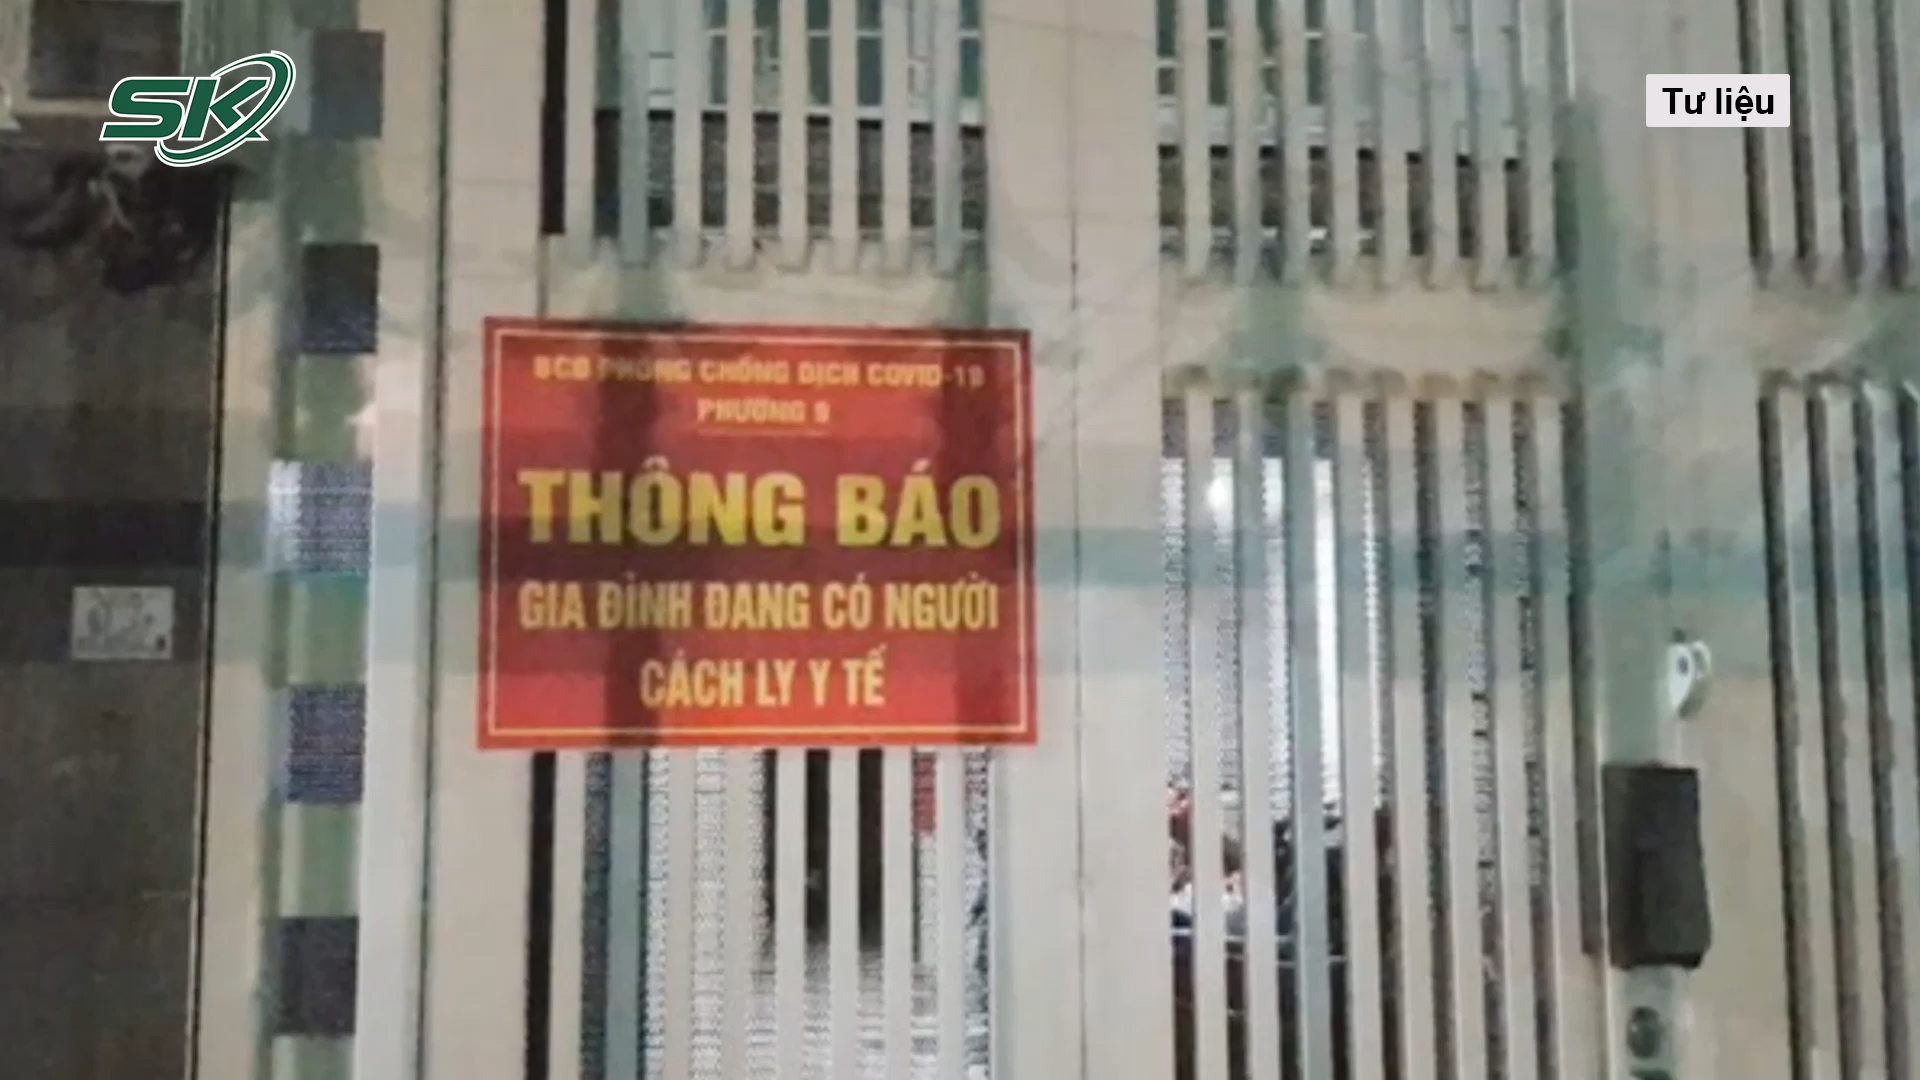 SK
Tư liệu
BCĐ PHÒNG CHỐNG DỊCH COVID-19
PHƯỜNG 9
THÔNG BÁO
GIA ĐÌNH ĐANG CÓ NGƯỜI
CÁCH LY Y TẾ